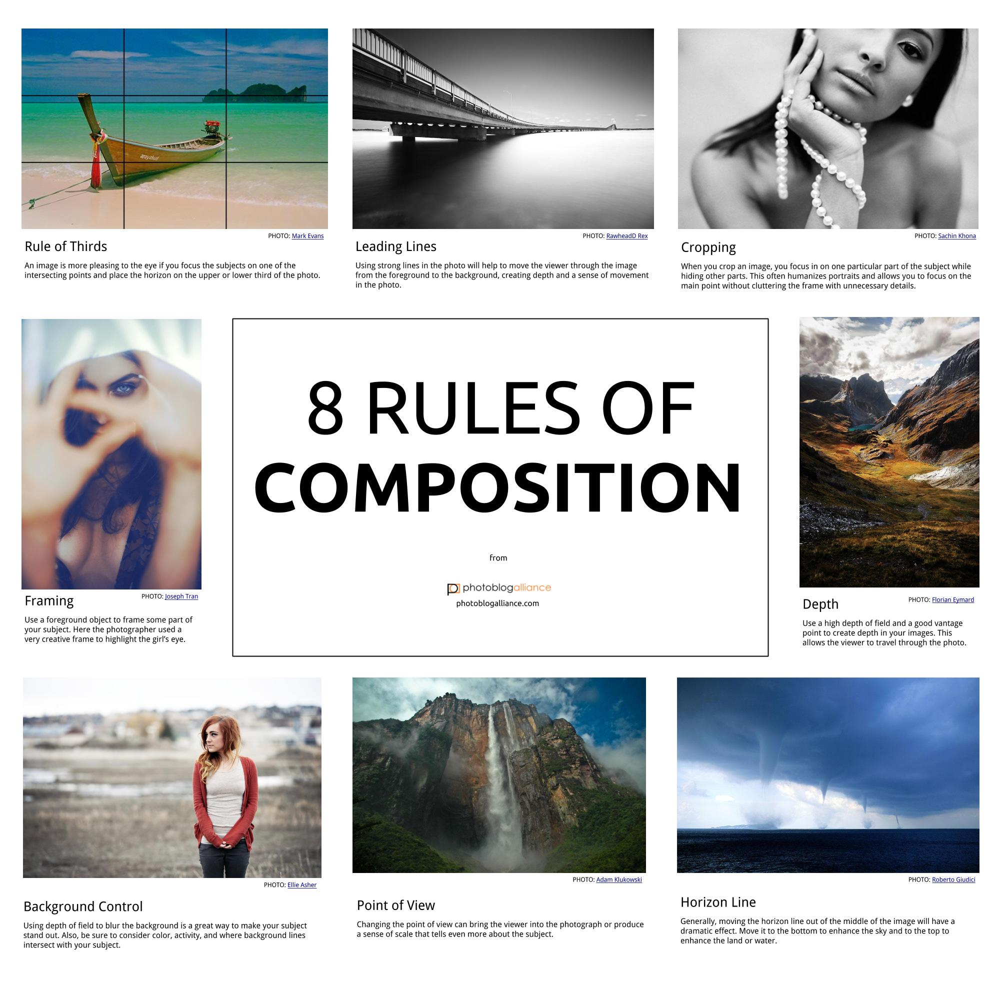 PHOTO: Mark Evans
Rule of Thirds
An image is more pleasing to the eye if you focus the subjects on one of the
intersecting points and place the horizon on the upper or lower third of the photo.
PHOTO: RawheadD Rex
Leading Lines
Using strong lines in the photo will help to move the viewer through the image
from the foreground to the background, creating depth and a sense of movement
in the photo.
PHOTO: Sachin Khona
Cropping
When you crop an image, you focus in on one particular part of the subject while
hiding other parts. This often humanizes portraits and allows you to focus on the
main point without cluttering the frame with unnecessary details.
PHOTO: Joseph Tran
Framing
Use a foreground object to frame some part of
your subject. Here the photographer used a
very creative frame to highlight the girl’s eye.
8 RULES OF
COMPOSITION
from
photoblogalliance
photoblogalliance.com
PHOTO: Florian Eymard
Depth
Use a high depth of field and a good vantage
point to create depth in your images. This
allows the viewer to travel through the photo.
PHOTO: Ellie Asher
Background Control
Using depth of field to blur the background is a great way to make your subject
stand out. Also, be sure to consider color, activity, and where background lines
intersect with your subject.
PHOTO: Adam Klukowski
Point of View
Changing the point of view can bring the viewer into the photograph or produce
a sense of scale that tells even more about the subject.
PHOTO: Roberto Giudici
Horizon Line
Generally, moving the horizon line out of the middle of the image will have a
dramatic effect. Move it to the bottom to enhance the sky and to the top to
enhance the land or water.